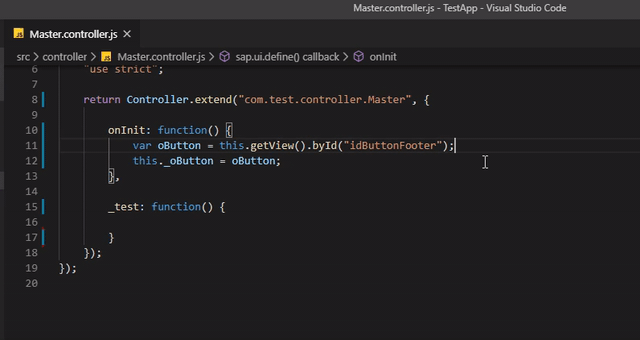 Master.controller.js - TestApp - Visual Studio Code
JS Master.controller.js ×
src > controller > JS Master.controller.js > sap.ui.define() callback > onInit
6 "use strict";
7
8 return Controller.extend("com.test.controller.Master", {
9
10 onInit: function() {
11 var oButton = this.getView().byId("idButtonFooter");
12 this._oButton = oButton;
13 },
14
15 _test: function() {
16
17 }
18 });
19 });
20